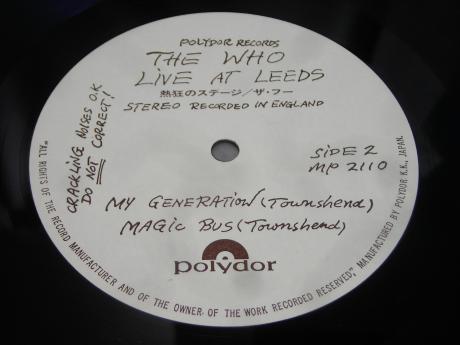 POLYDOR RECORDS
THE WHO
LiVE AT LEEDS
熱狂のステージ／ザ・フー
STEREO RECORDED IN ENGLAND
CRACKLING NOISES O.K
DO NOT CORRECT!
SiDE 2
MP 2110
MY GENERATION (Townshend)
MAGIC BUS (Townshend)
polydor
"ALL RIGHTS OF THE RECORD MANUFACTURER AND OF THE OWNER OF THE WORK RECORDED RESERVED," MANUFACTURED BY POLYDOR K.K., JAPAN.